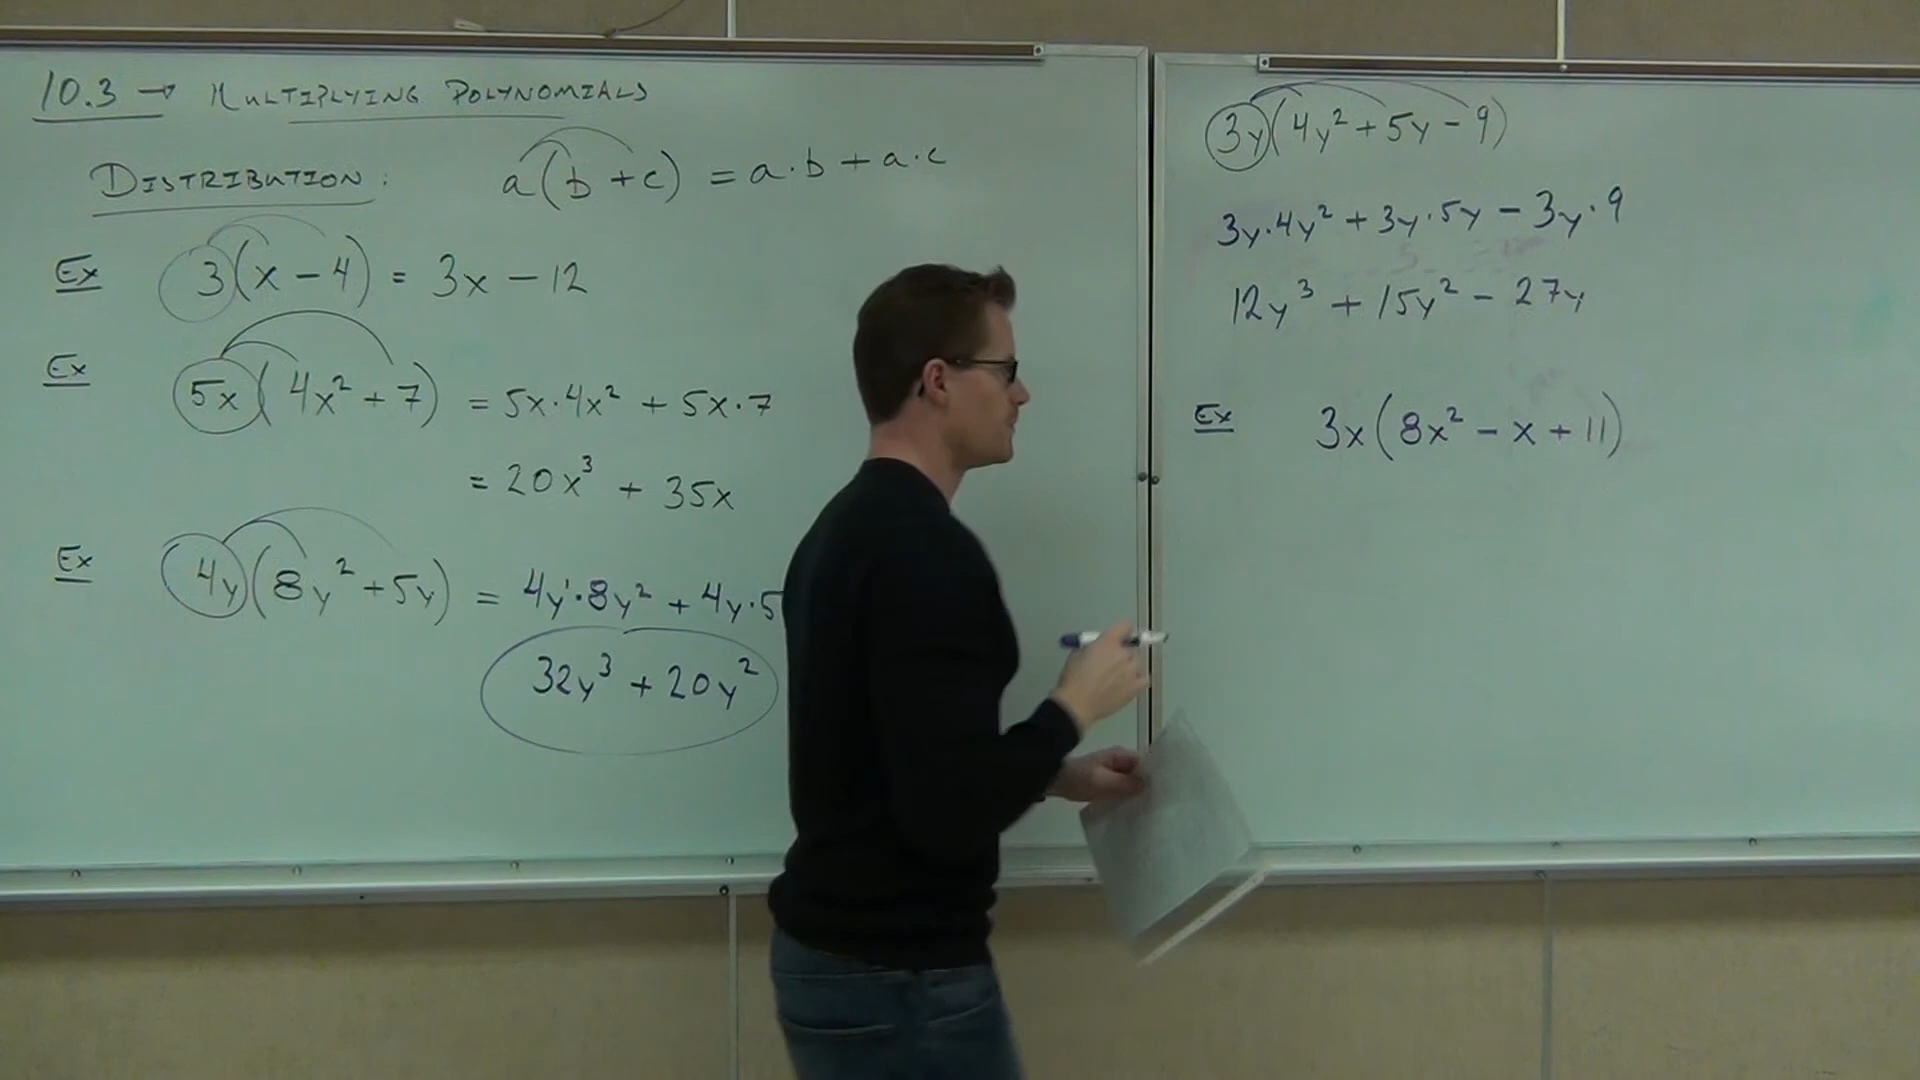 10.3 → MULTIPLYING POLYNOMIALS
DISTRIBUTION: a(b + c) = a·b + a·c
Ex 3(x - 4) = 3x - 12
Ex 5x(4x² + 7) = 5x·4x² + 5x·7
= 20x³ + 35x
Ex 4y(8y² + 5y) = 4y·8y² + 4y·5
32y³ + 20y²
3y(4y² + 5y - 9)
3y·4y² + 3y·5y - 3y·9
12y³ + 15y² - 27y
Ex 3x(8x² - x + 11)